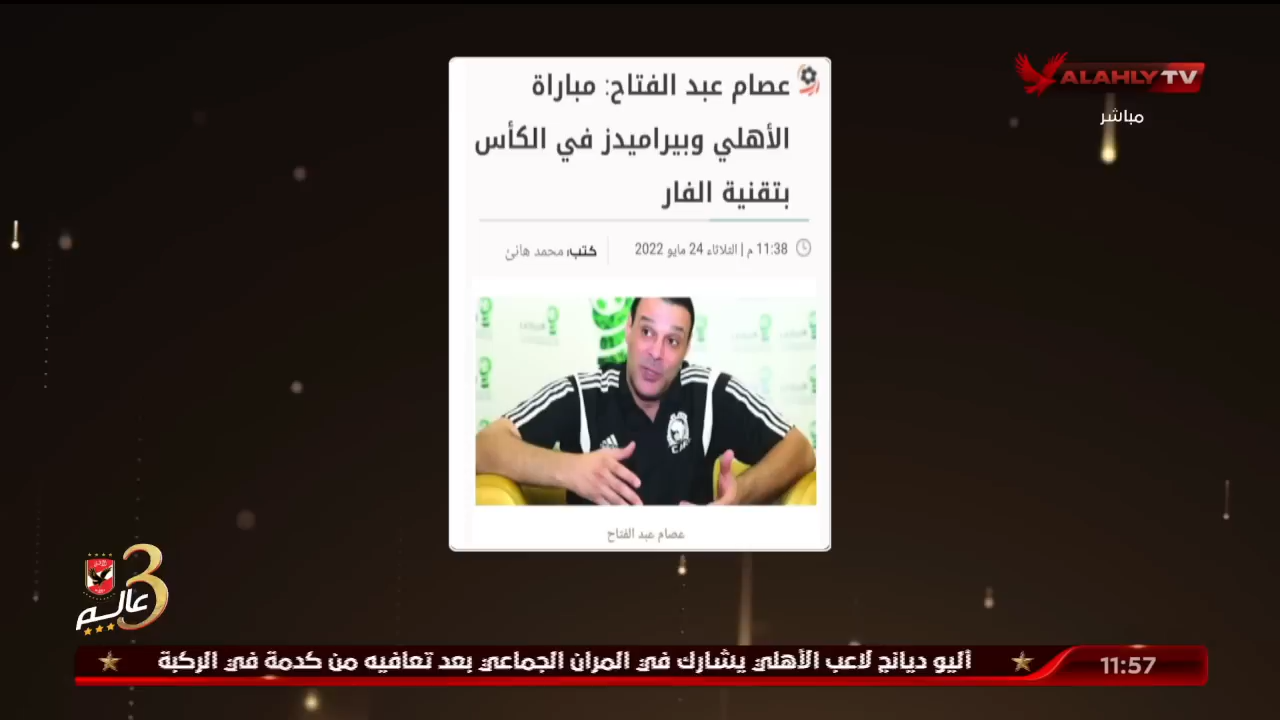 ALAHLY TV
مباشر
عصام عبد الفتاح: مباراة
الأهلي وبيراميدز في الكأس
بتقنية الفار
11:38 م | الثلاثاء 24 مايو 2022
كتب: محمد هانئ
عصام عبد الفتاح
3 عالم
أليو ديانج لاعب الأهلي يشارك في المران الجماعي بعد تعافيه من كدمة في الركبة
11:57